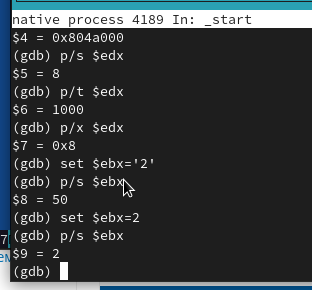 native process 4189 In: _start
$4 = 0x804a000
(gdb) p/s $edx
$5 = 8
(gdb) p/t $edx
$6 = 1000
(gdb) p/x $edx
$7 = 0x8
(gdb) set $ebx='2'
(gdb) p/s $ebx
$8 = 50
(gdb) set $ebx=2
(gdb) p/s $ebx
$9 = 2
(gdb)